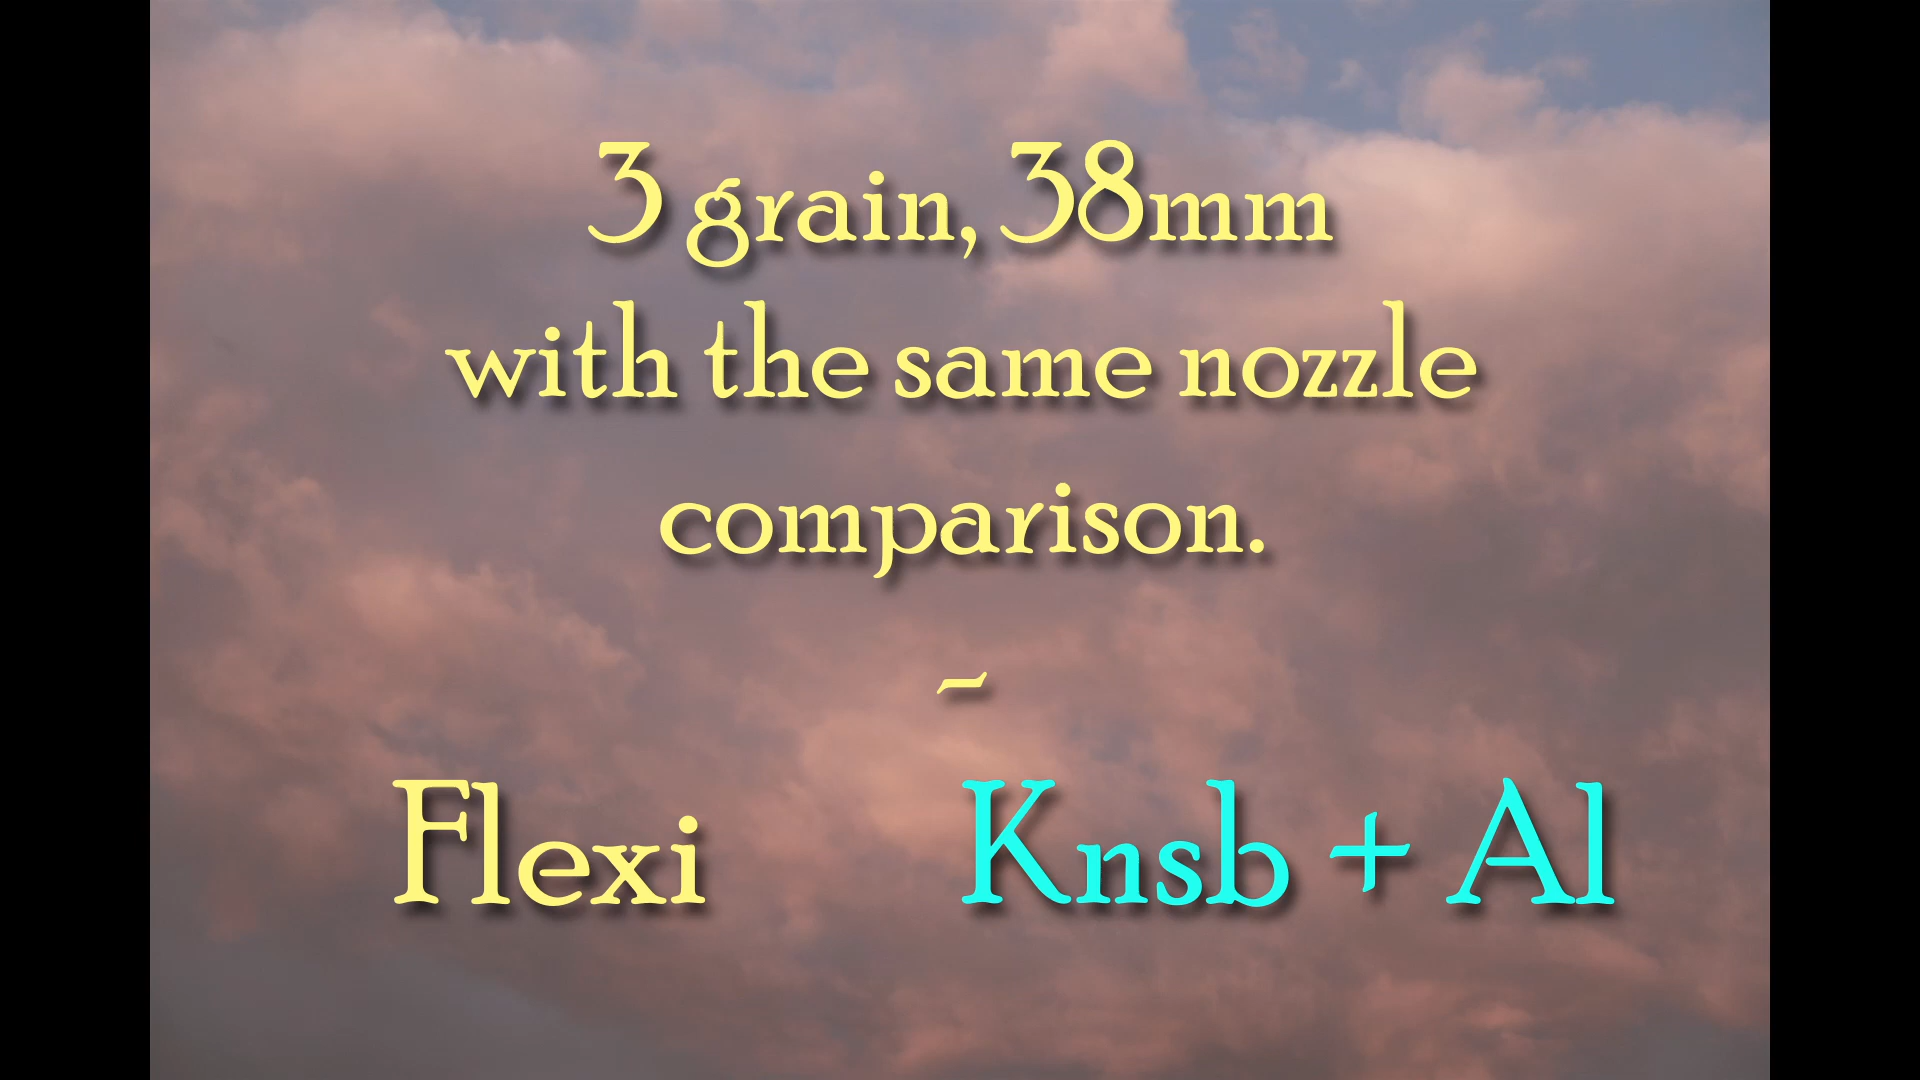 3 grain, 38mm
with the same nozzle
comparison.
-
Flexi Knsb + Al